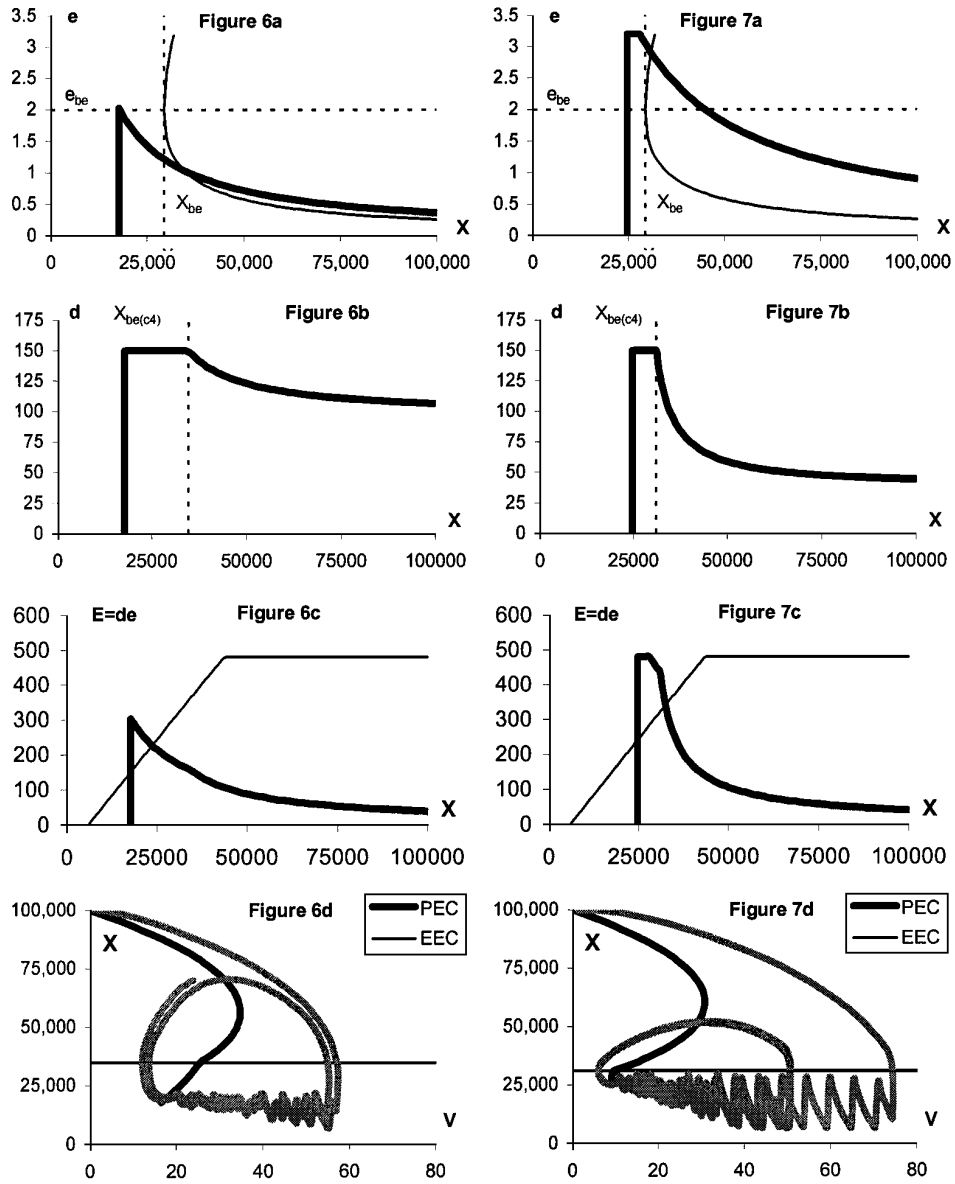 e
Figure 6a
3.5
3
2.5
e_be
2
1.5
1
0.5
0
X_be
X
0 25,000 50,000 75,000 100,000
e
Figure 7a
3.5
3
2.5
e_be
2
1.5
1
0.5
0
X_be
X
0 25,000 50,000 75,000 100,000
d
X_be(c4)
Figure 6b
175
150
125
100
75
50
25
0
X
0 25000 50000 75000 100000
d
X_be(c4)
Figure 7b
175
150
125
100
75
50
25
0
X
0 25000 50000 75000 100000
E=de
Figure 6c
600
500
400
300
200
100
0
X
0 25000 50000 75000 100000
E=de
Figure 7c
600
500
400
300
200
100
0
X
0 25000 50000 75000 100000
Figure 6d
PEC
EEC
100,000
X
75,000
50,000
25,000
0
V
0 20 40 60 80
Figure 7d
PEC
EEC
100,000
X
75,000
50,000
25,000
0
V
0 20 40 60 80